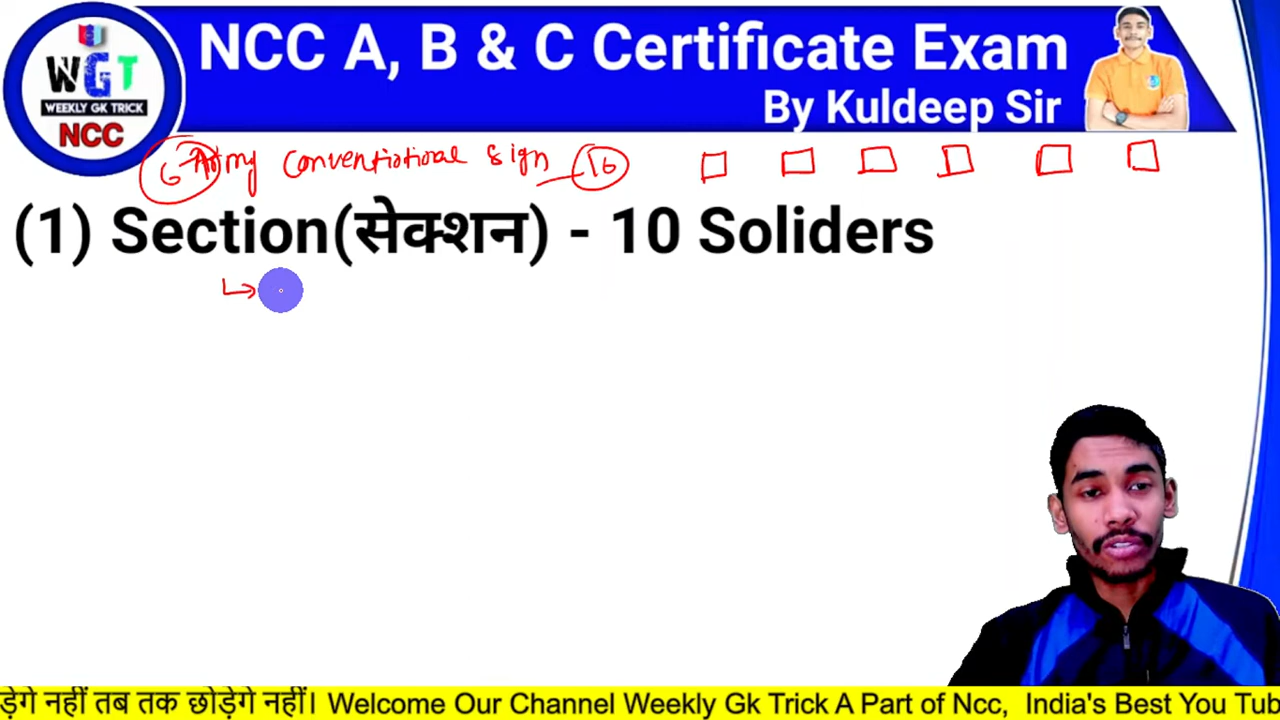 WGT
WEEKLY GK TRICK
NCC
NCC A, B & C Certificate Exam
By Kuldeep Sir
6 Army Conventional Sign 16
(1) Section(सेक्शन) - 10 Soliders
ड़ेगे नहीं तब तक छोड़ेगे नहीं। Welcome Our Channel Weekly Gk Trick A Part of Ncc, India's Best You Tub